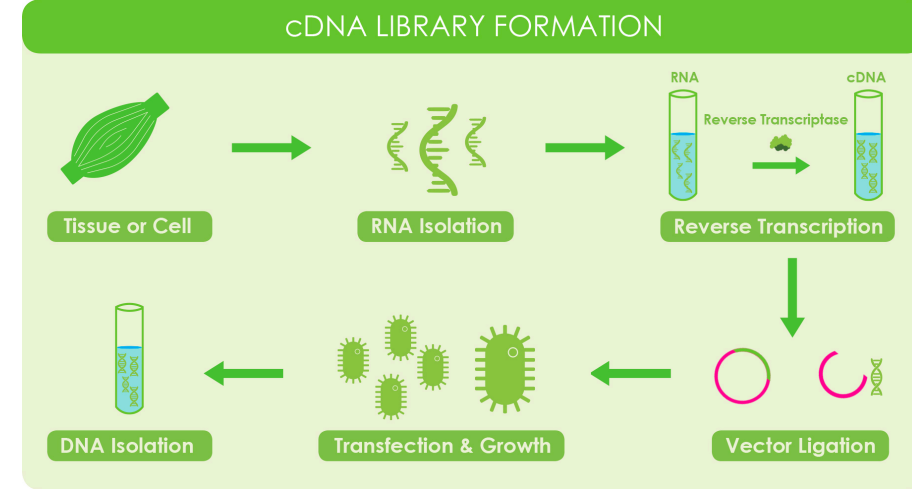 cDNA LIBRARY FORMATION
RNA
cDNA
Reverse Transcriptase
Tissue or Cell
RNA Isolation
Reverse Transcription
DNA Isolation
Transfection & Growth
Vector Ligation